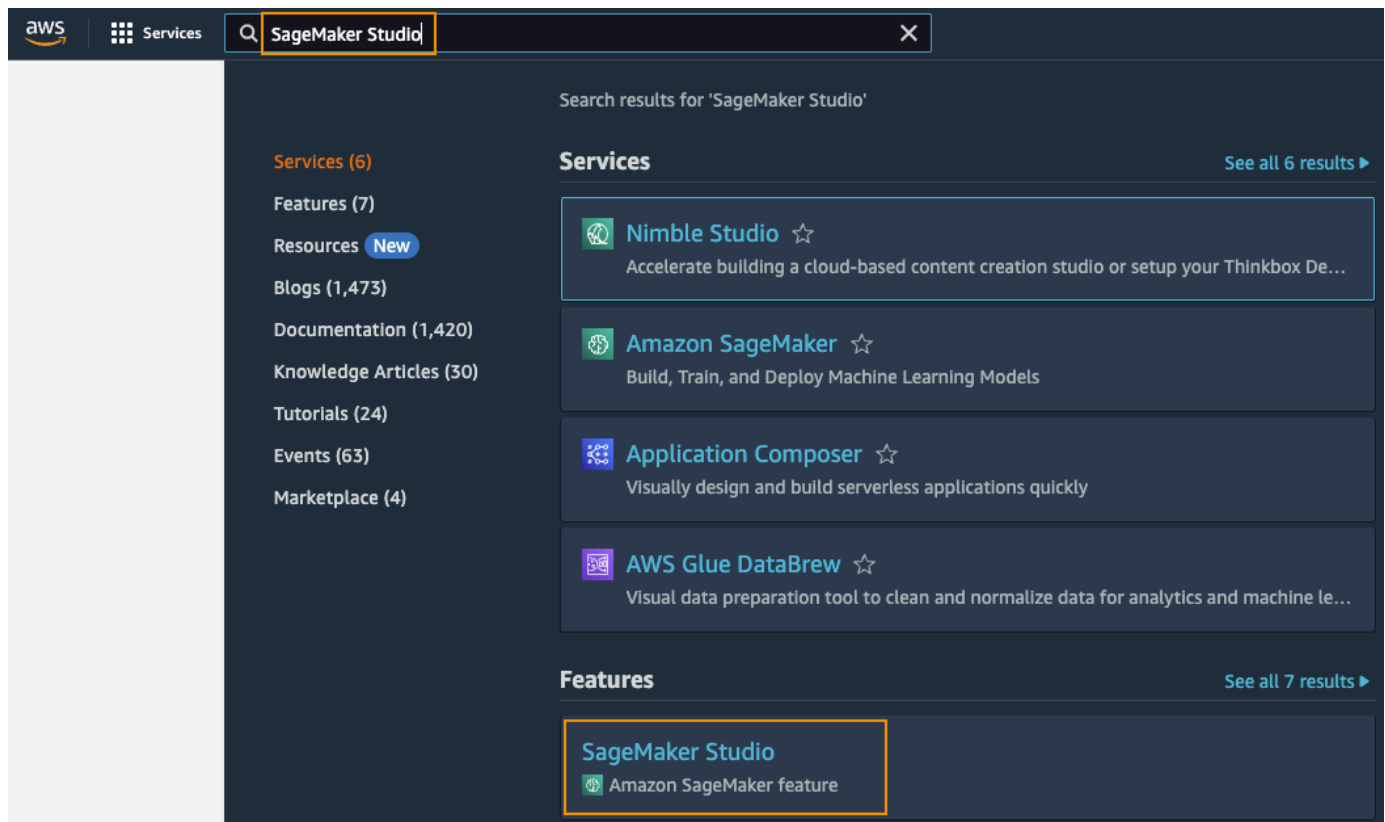 aws
Services
SageMaker Studio
Search results for 'SageMaker Studio'
Services (6)
Features (7)
Resources New
Blogs (1,473)
Documentation (1,420)
Knowledge Articles (30)
Tutorials (24)
Events (63)
Marketplace (4)
Services
See all 6 results
Nimble Studio
Accelerate building a cloud-based content creation studio or setup your Thinkbox De...
Amazon SageMaker
Build, Train, and Deploy Machine Learning Models
Application Composer
Visually design and build serverless applications quickly
AWS Glue DataBrew
Visual data preparation tool to clean and normalize data for analytics and machine le...
Features
See all 7 results
SageMaker Studio
Amazon SageMaker feature